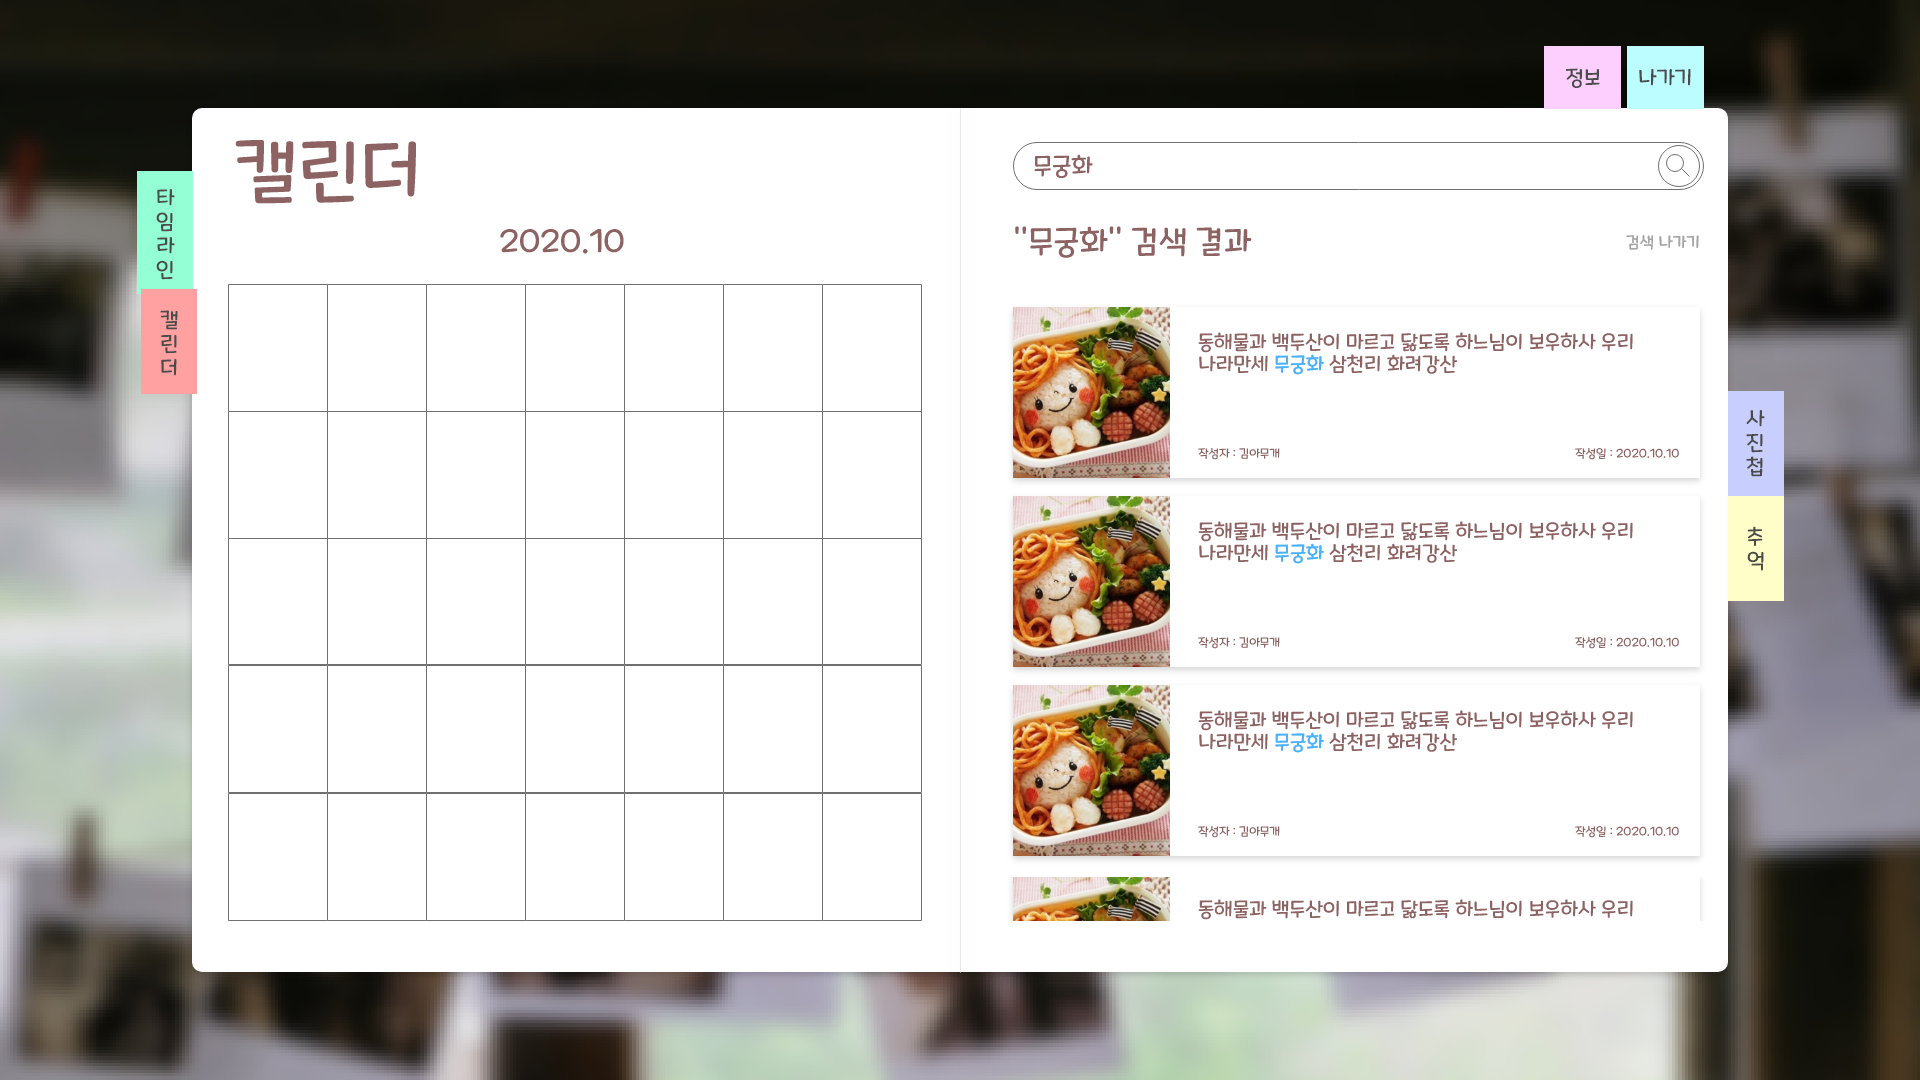 정보
나가기
캘린더
무궁화
타임라인
2020.10
"무궁화" 검색 결과
검색 나가기
캘린더
동해물과 백두산이 마르고 닳도록 하느님이 보우하사 우리
나라만세 무궁화 삼천리 화려강산
작성자 : 김아무개
작성일 : 2020.10.10
사진첩
추억
동해물과 백두산이 마르고 닳도록 하느님이 보우하사 우리
나라만세 무궁화 삼천리 화려강산
작성자 : 김아무개
작성일 : 2020.10.10
동해물과 백두산이 마르고 닳도록 하느님이 보우하사 우리
나라만세 무궁화 삼천리 화려강산
작성자 : 김아무개
작성일 : 2020.10.10
동해물과 백두산이 마르고 닳도록 하느님이 보우하사 우리